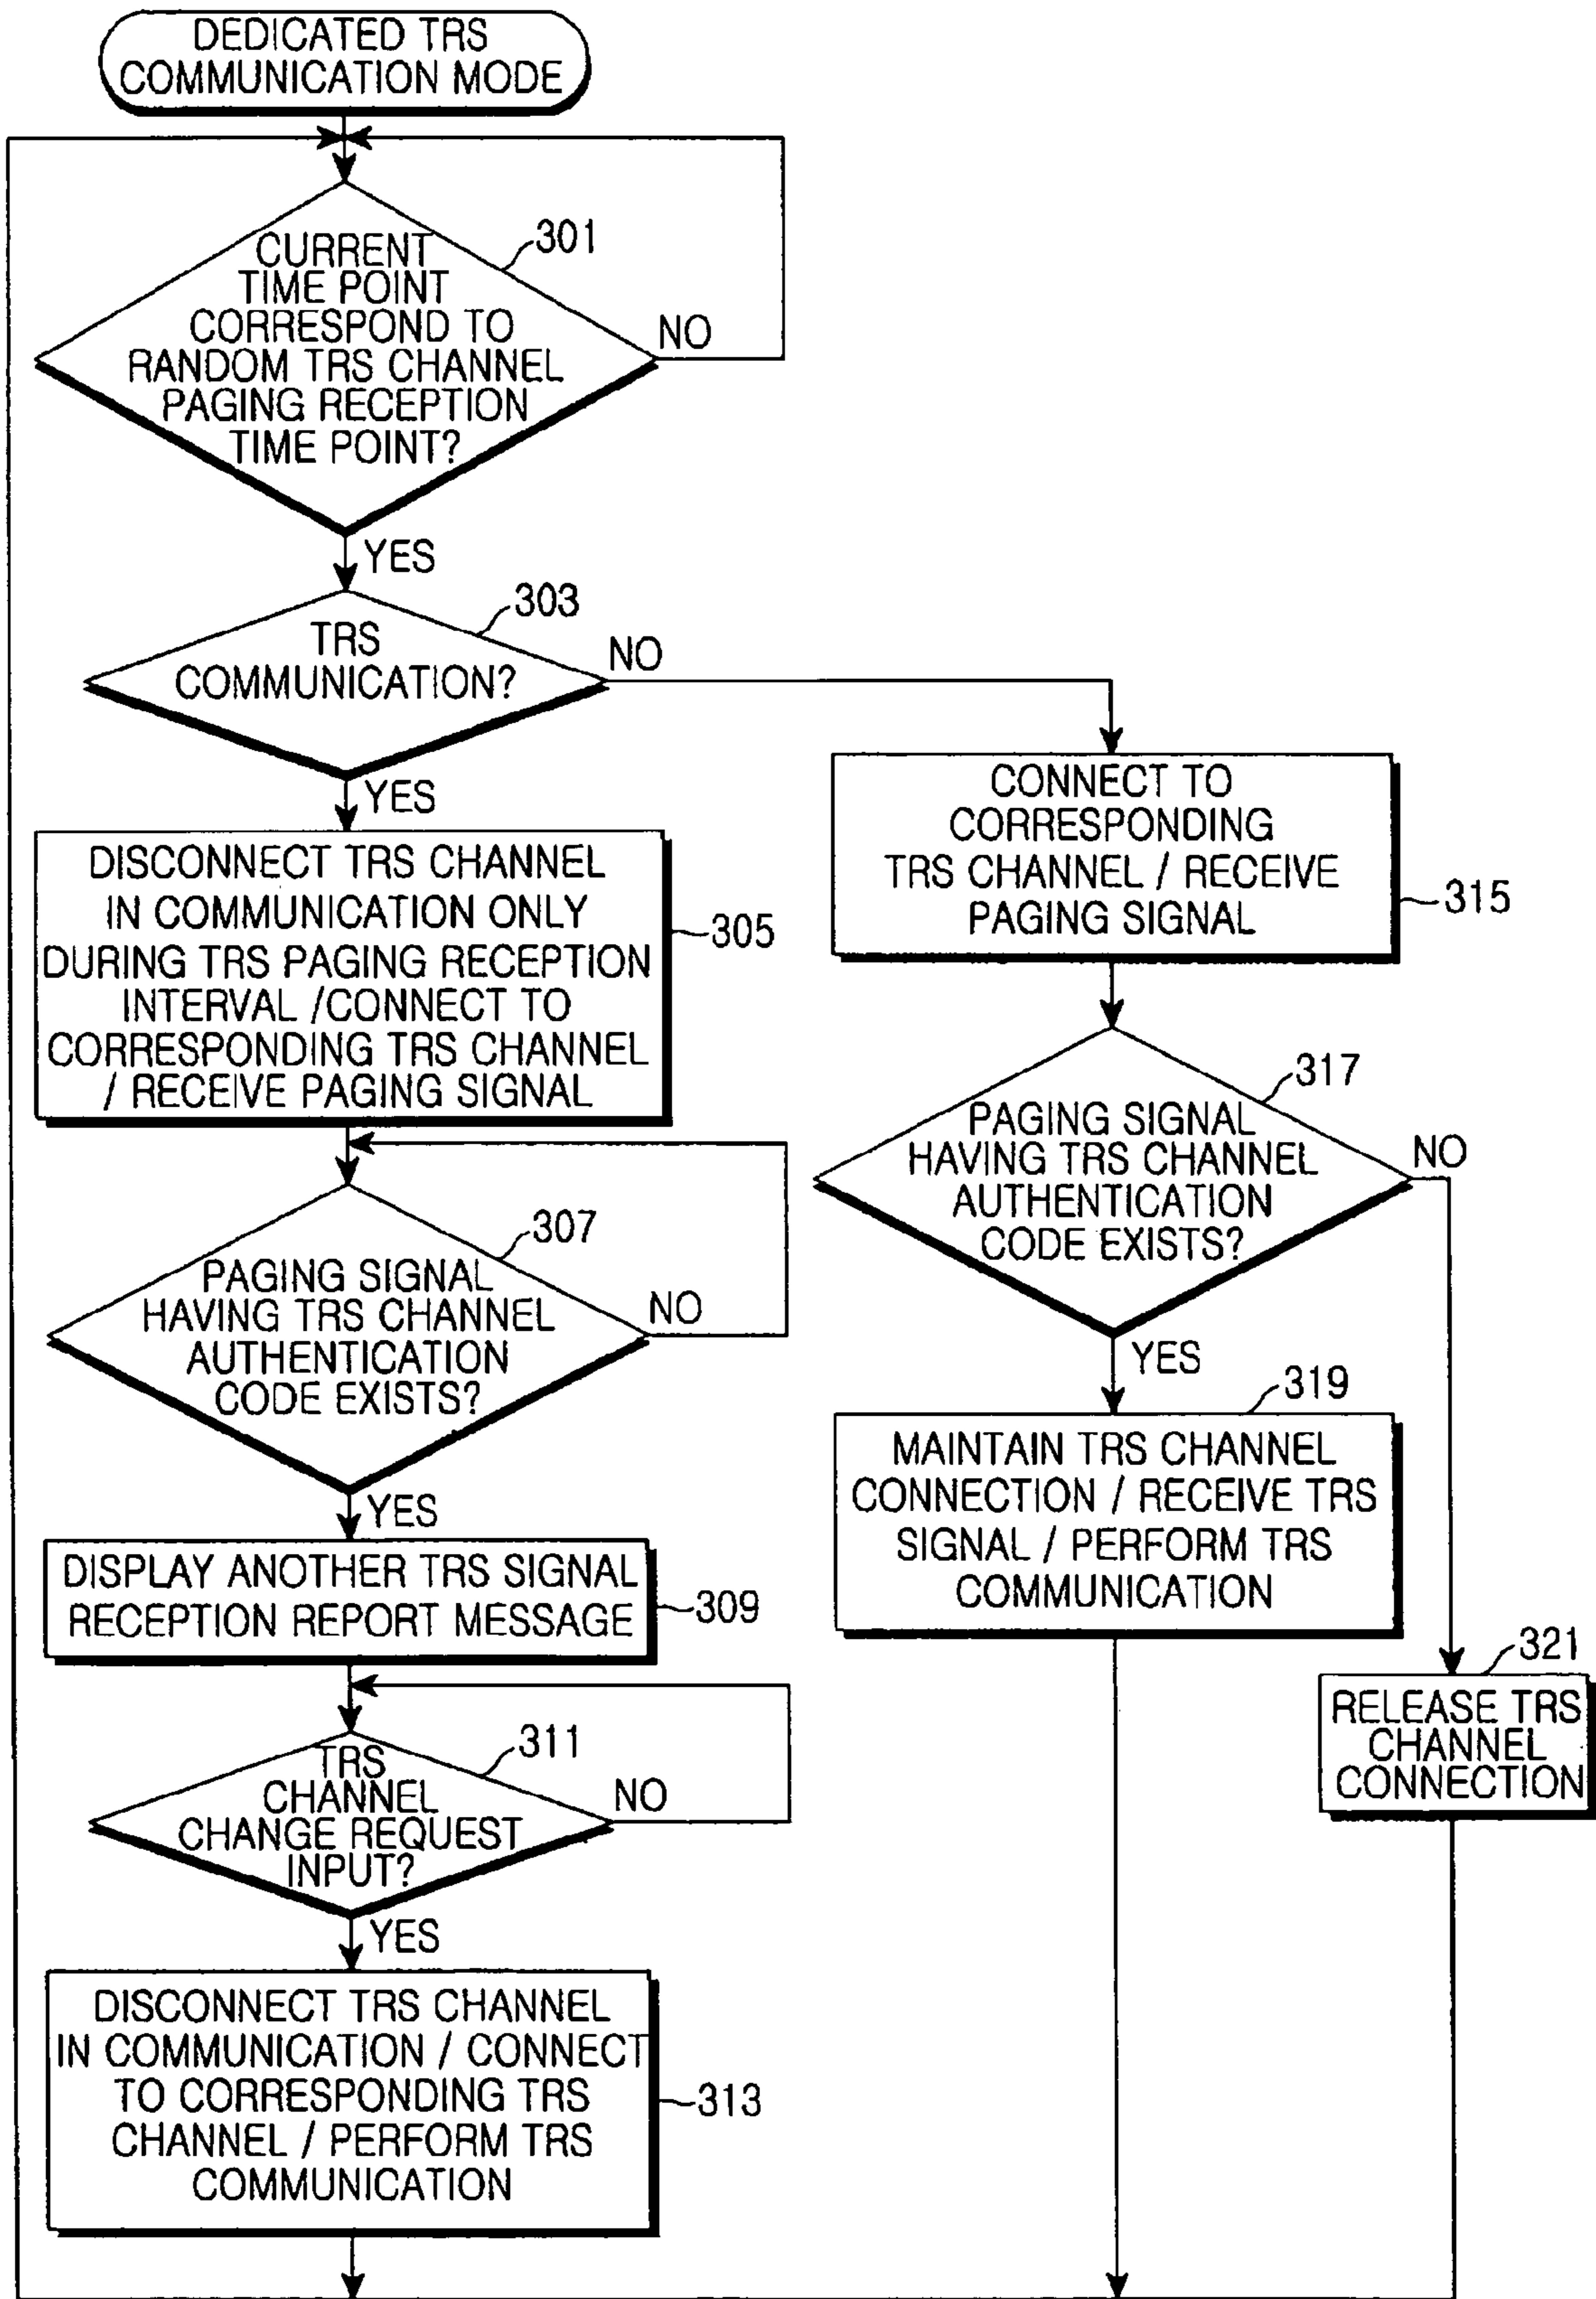 DEDICATED TRS
COMMUNICATION MODE
301
CURRENT
TIME POINT
CORRESPOND TO
RANDOM TRS CHANNEL
PAGING RECEPTION
TIME POINT?
NO
YES
303
TRS
COMMUNICATION?
NO
YES
DISCONNECT TRS CHANNEL
IN COMMUNICATION ONLY
DURING TRS PAGING RECEPTION
INTERVAL /CONNECT TO
CORRESPONDING TRS CHANNEL
/ RECEIVE PAGING SIGNAL
305
307
PAGING SIGNAL
HAVING TRS CHANNEL
AUTHENTICATION
CODE EXISTS?
NO
YES
DISPLAY ANOTHER TRS SIGNAL
RECEPTION REPORT MESSAGE
309
311
TRS
CHANNEL
CHANGE REQUEST
INPUT?
NO
YES
DISCONNECT TRS CHANNEL
IN COMMUNICATION / CONNECT
TO CORRESPONDING TRS
CHANNEL / PERFORM TRS
COMMUNICATION
313
CONNECT TO
CORRESPONDING
TRS CHANNEL / RECEIVE
PAGING SIGNAL
315
317
PAGING SIGNAL
HAVING TRS CHANNEL
AUTHENTICATION
CODE EXISTS?
NO
YES
319
MAINTAIN TRS CHANNEL
CONNECTION / RECEIVE TRS
SIGNAL / PERFORM TRS
COMMUNICATION
321
RELEASE TRS
CHANNEL
CONNECTION